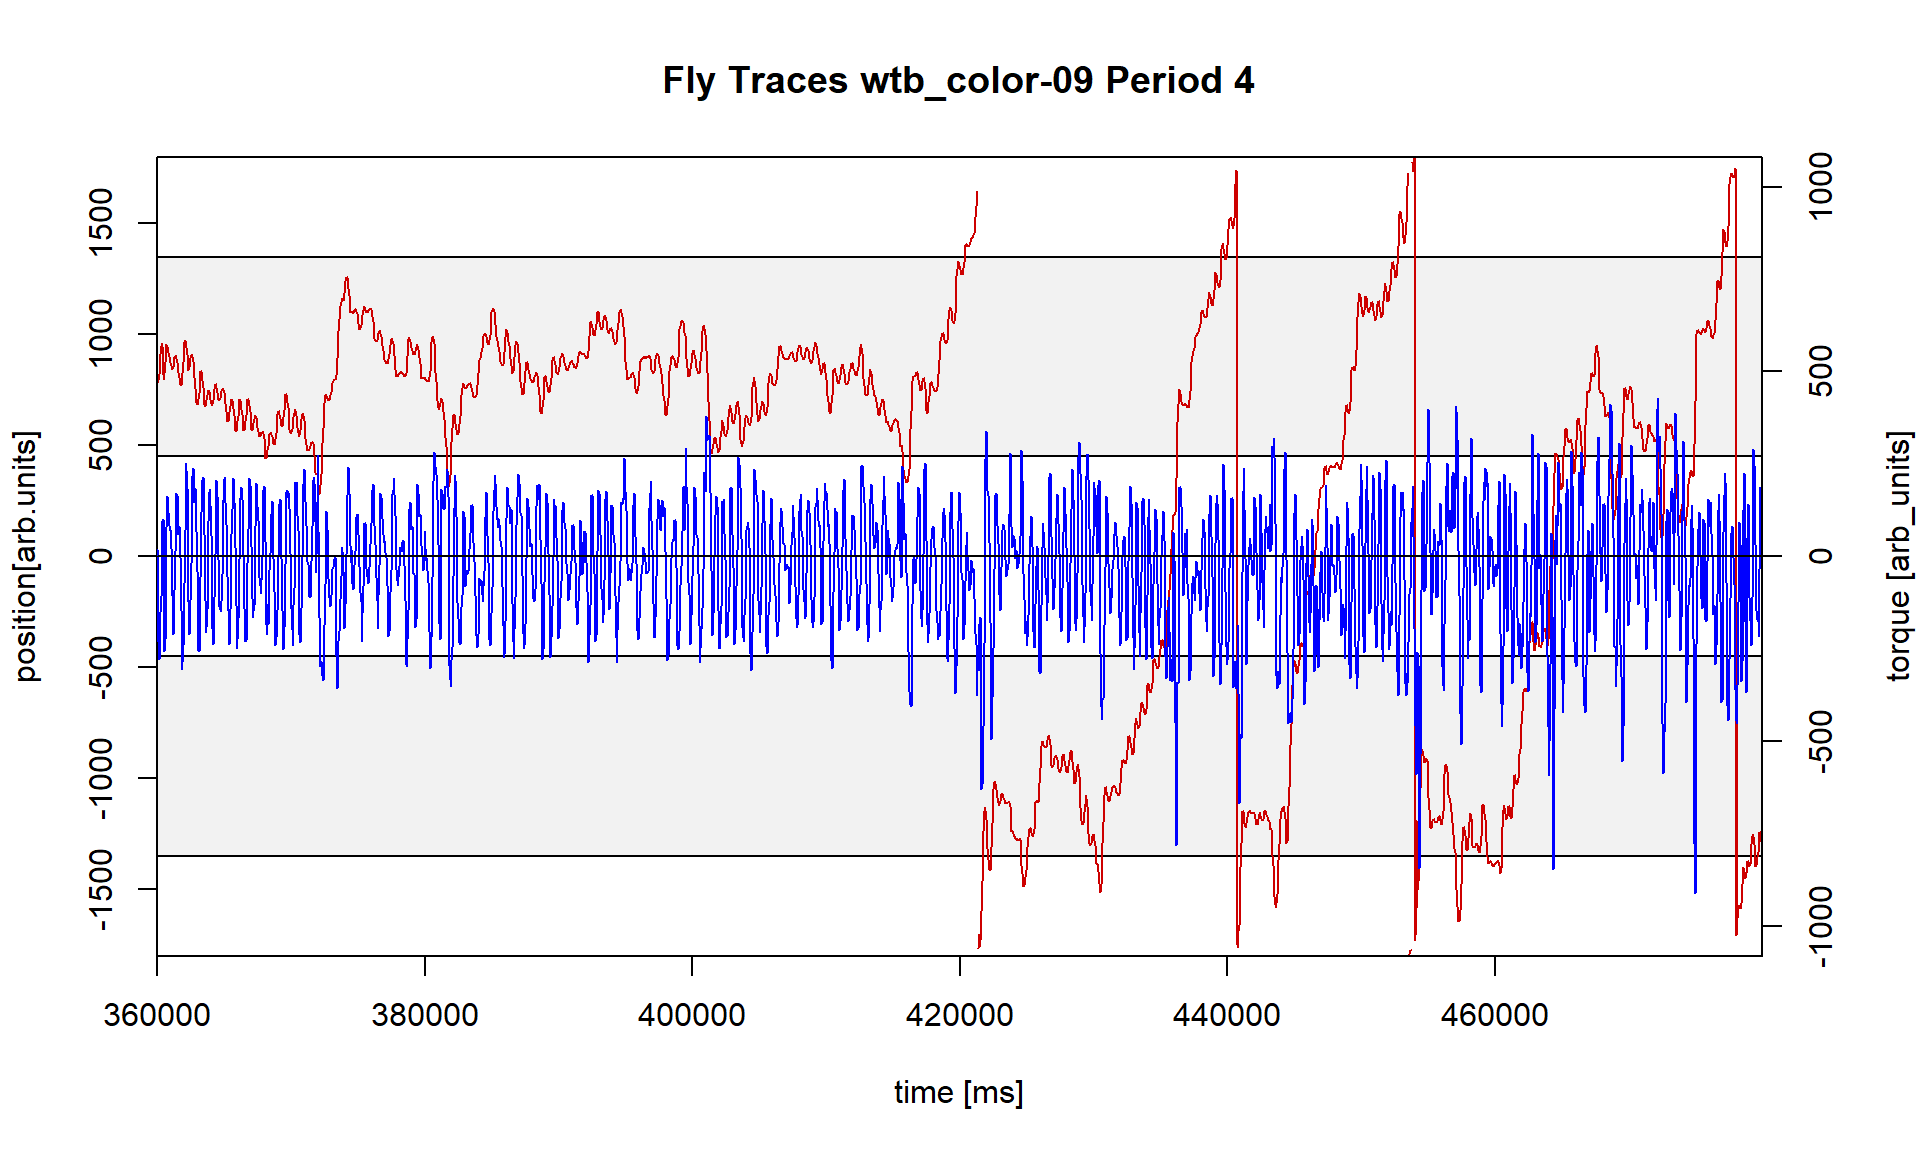 Fly Traces wtb_color-09 Period 4
position[arb.units]
1500
1000
500
0
-500
-1000
-1500
1000
500
0
-500
-1000
torque [arb_units]
360000 380000 400000 420000 440000 460000
time [ms]